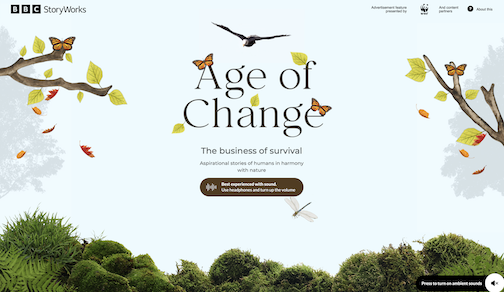 BBC StoryWorks
Advertisement feature
presented by
WWF
And content
partners
?
About this
Age of
Change
The business of survival
Aspirational stories of humans in harmony
with nature
Best experienced with sound.
Use headphones and turn up the volume
Press to turn on ambient sounds